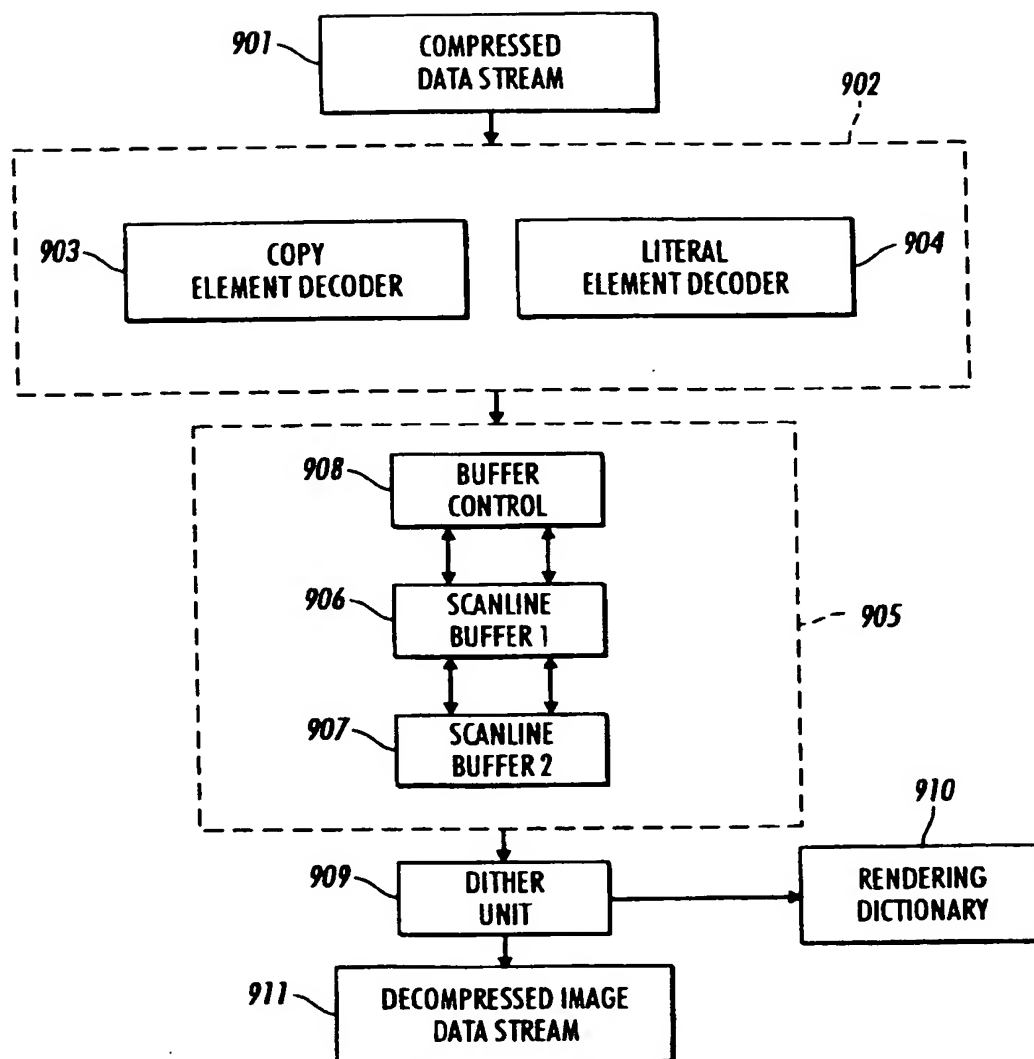 901
COMPRESSED
DATA STREAM
902
903
COPY
ELEMENT DECODER
LITERAL
ELEMENT DECODER
904
908
BUFFER
CONTROL
906
SCANLINE
BUFFER 1
905
907
SCANLINE
BUFFER 2
910
909
DITHER
UNIT
RENDERING
DICTIONARY
911
DECOMPRESSED IMAGE
DATA STREAM